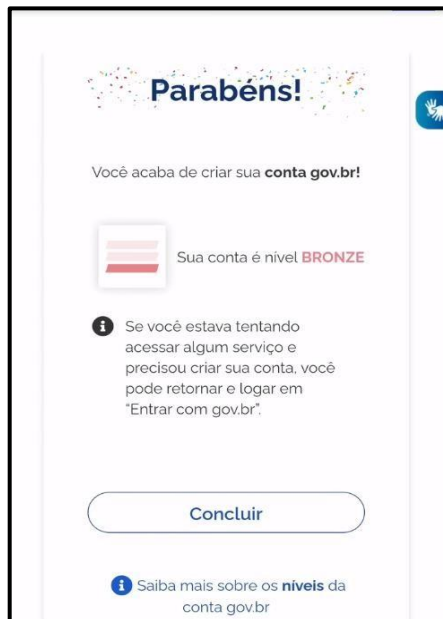 Parabéns!
Você acaba de criar sua conta gov.br!
Sua conta é nível BRONZE
Se você estava tentando
acessar algum serviço e
precisou criar sua conta, você
pode retornar e logar em
"Entrar com gov.br".
Concluir
Saiba mais sobre os níveis da
conta gov.br